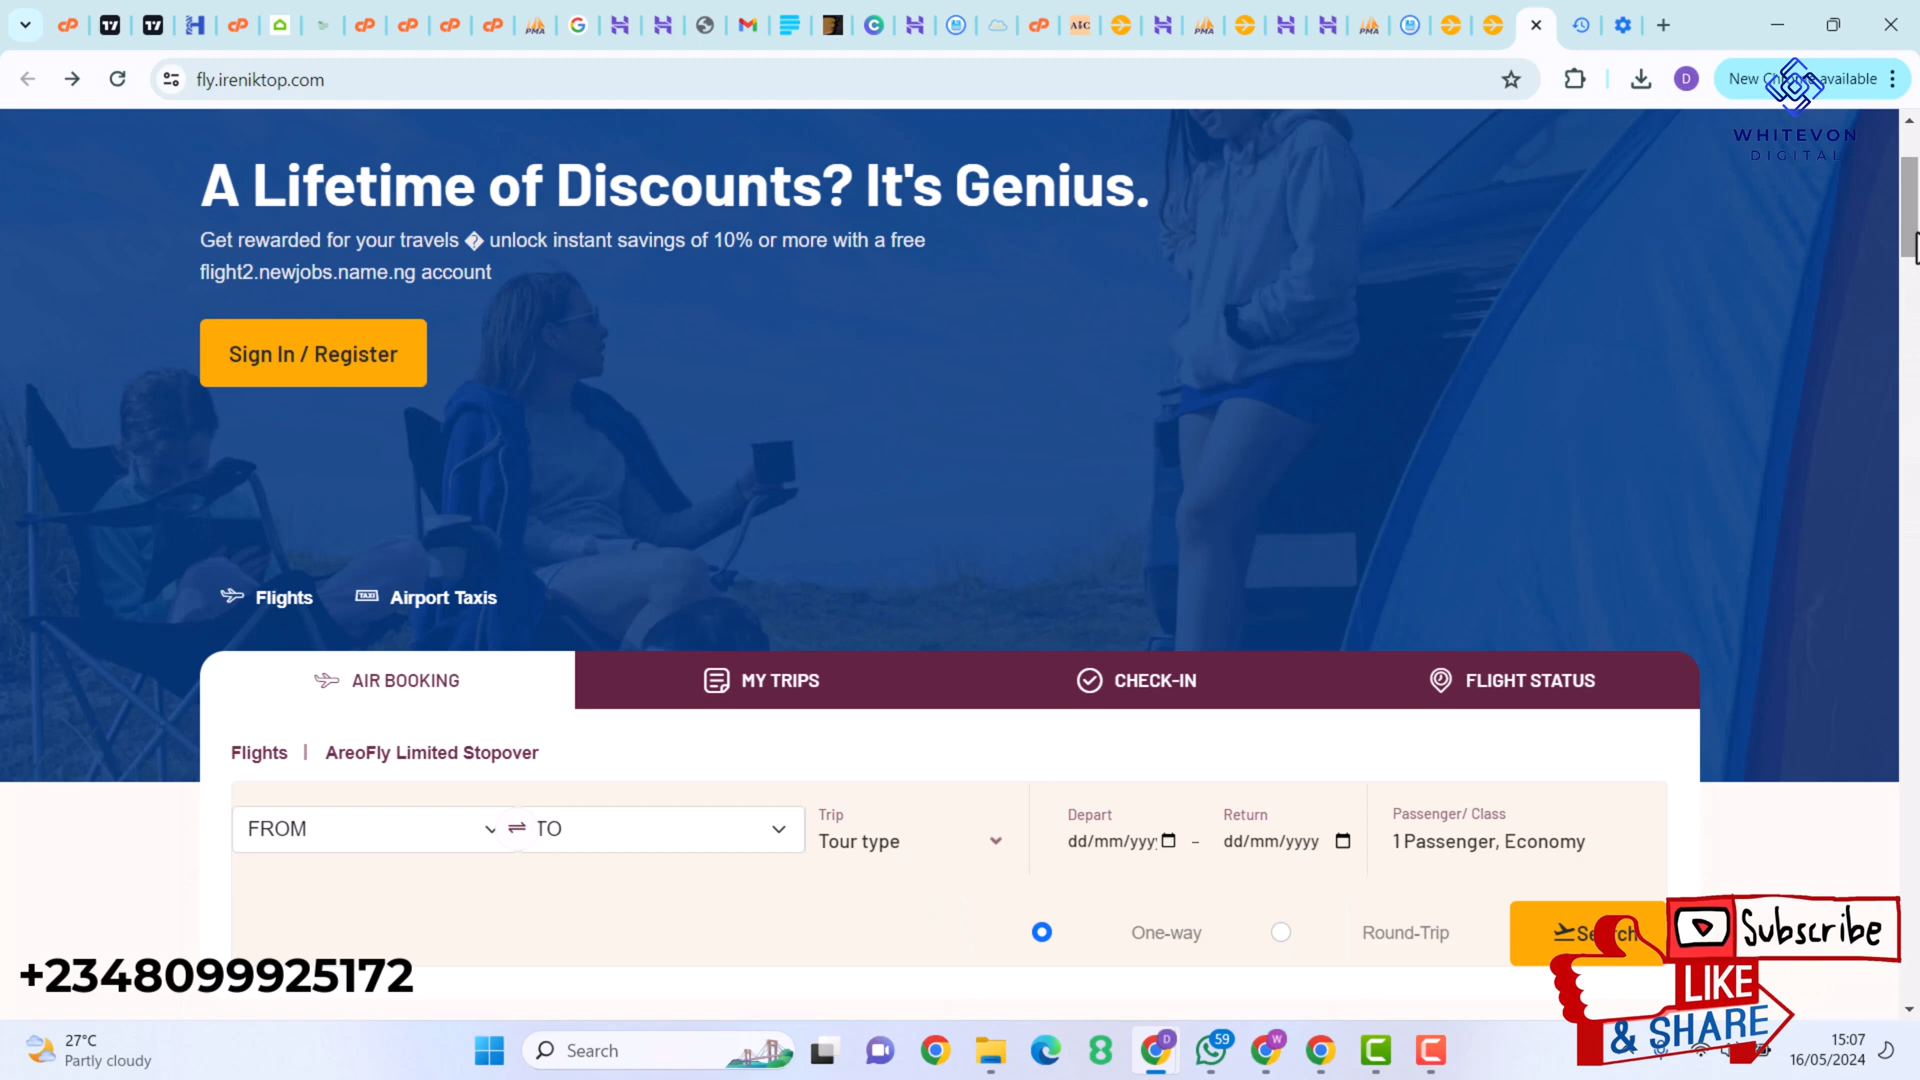 fly.ireniktop.com
New Chrome available
WHITEVON
DIGITAL
A Lifetime of Discounts? It's Genius.
Get rewarded for your travels � unlock instant savings of 10% or more with a free
flight2.newjobs.name.ng account
Sign In / Register
Flights
TAXI
Airport Taxis
AIR BOOKING
MY TRIPS
CHECK-IN
FLIGHT STATUS
Flights | AreoFly Limited Stopover
FROM
TO
Trip
Tour type
Depart
dd/mm/yyyy
–
Return
dd/mm/yyyy
Passenger/ Class
1 Passenger, Economy
One-way
Round-Trip
Search
Subscribe
LIKE
& SHARE
+2348099925172
27°C
Partly cloudy
Search
59
15:07
16/05/2024